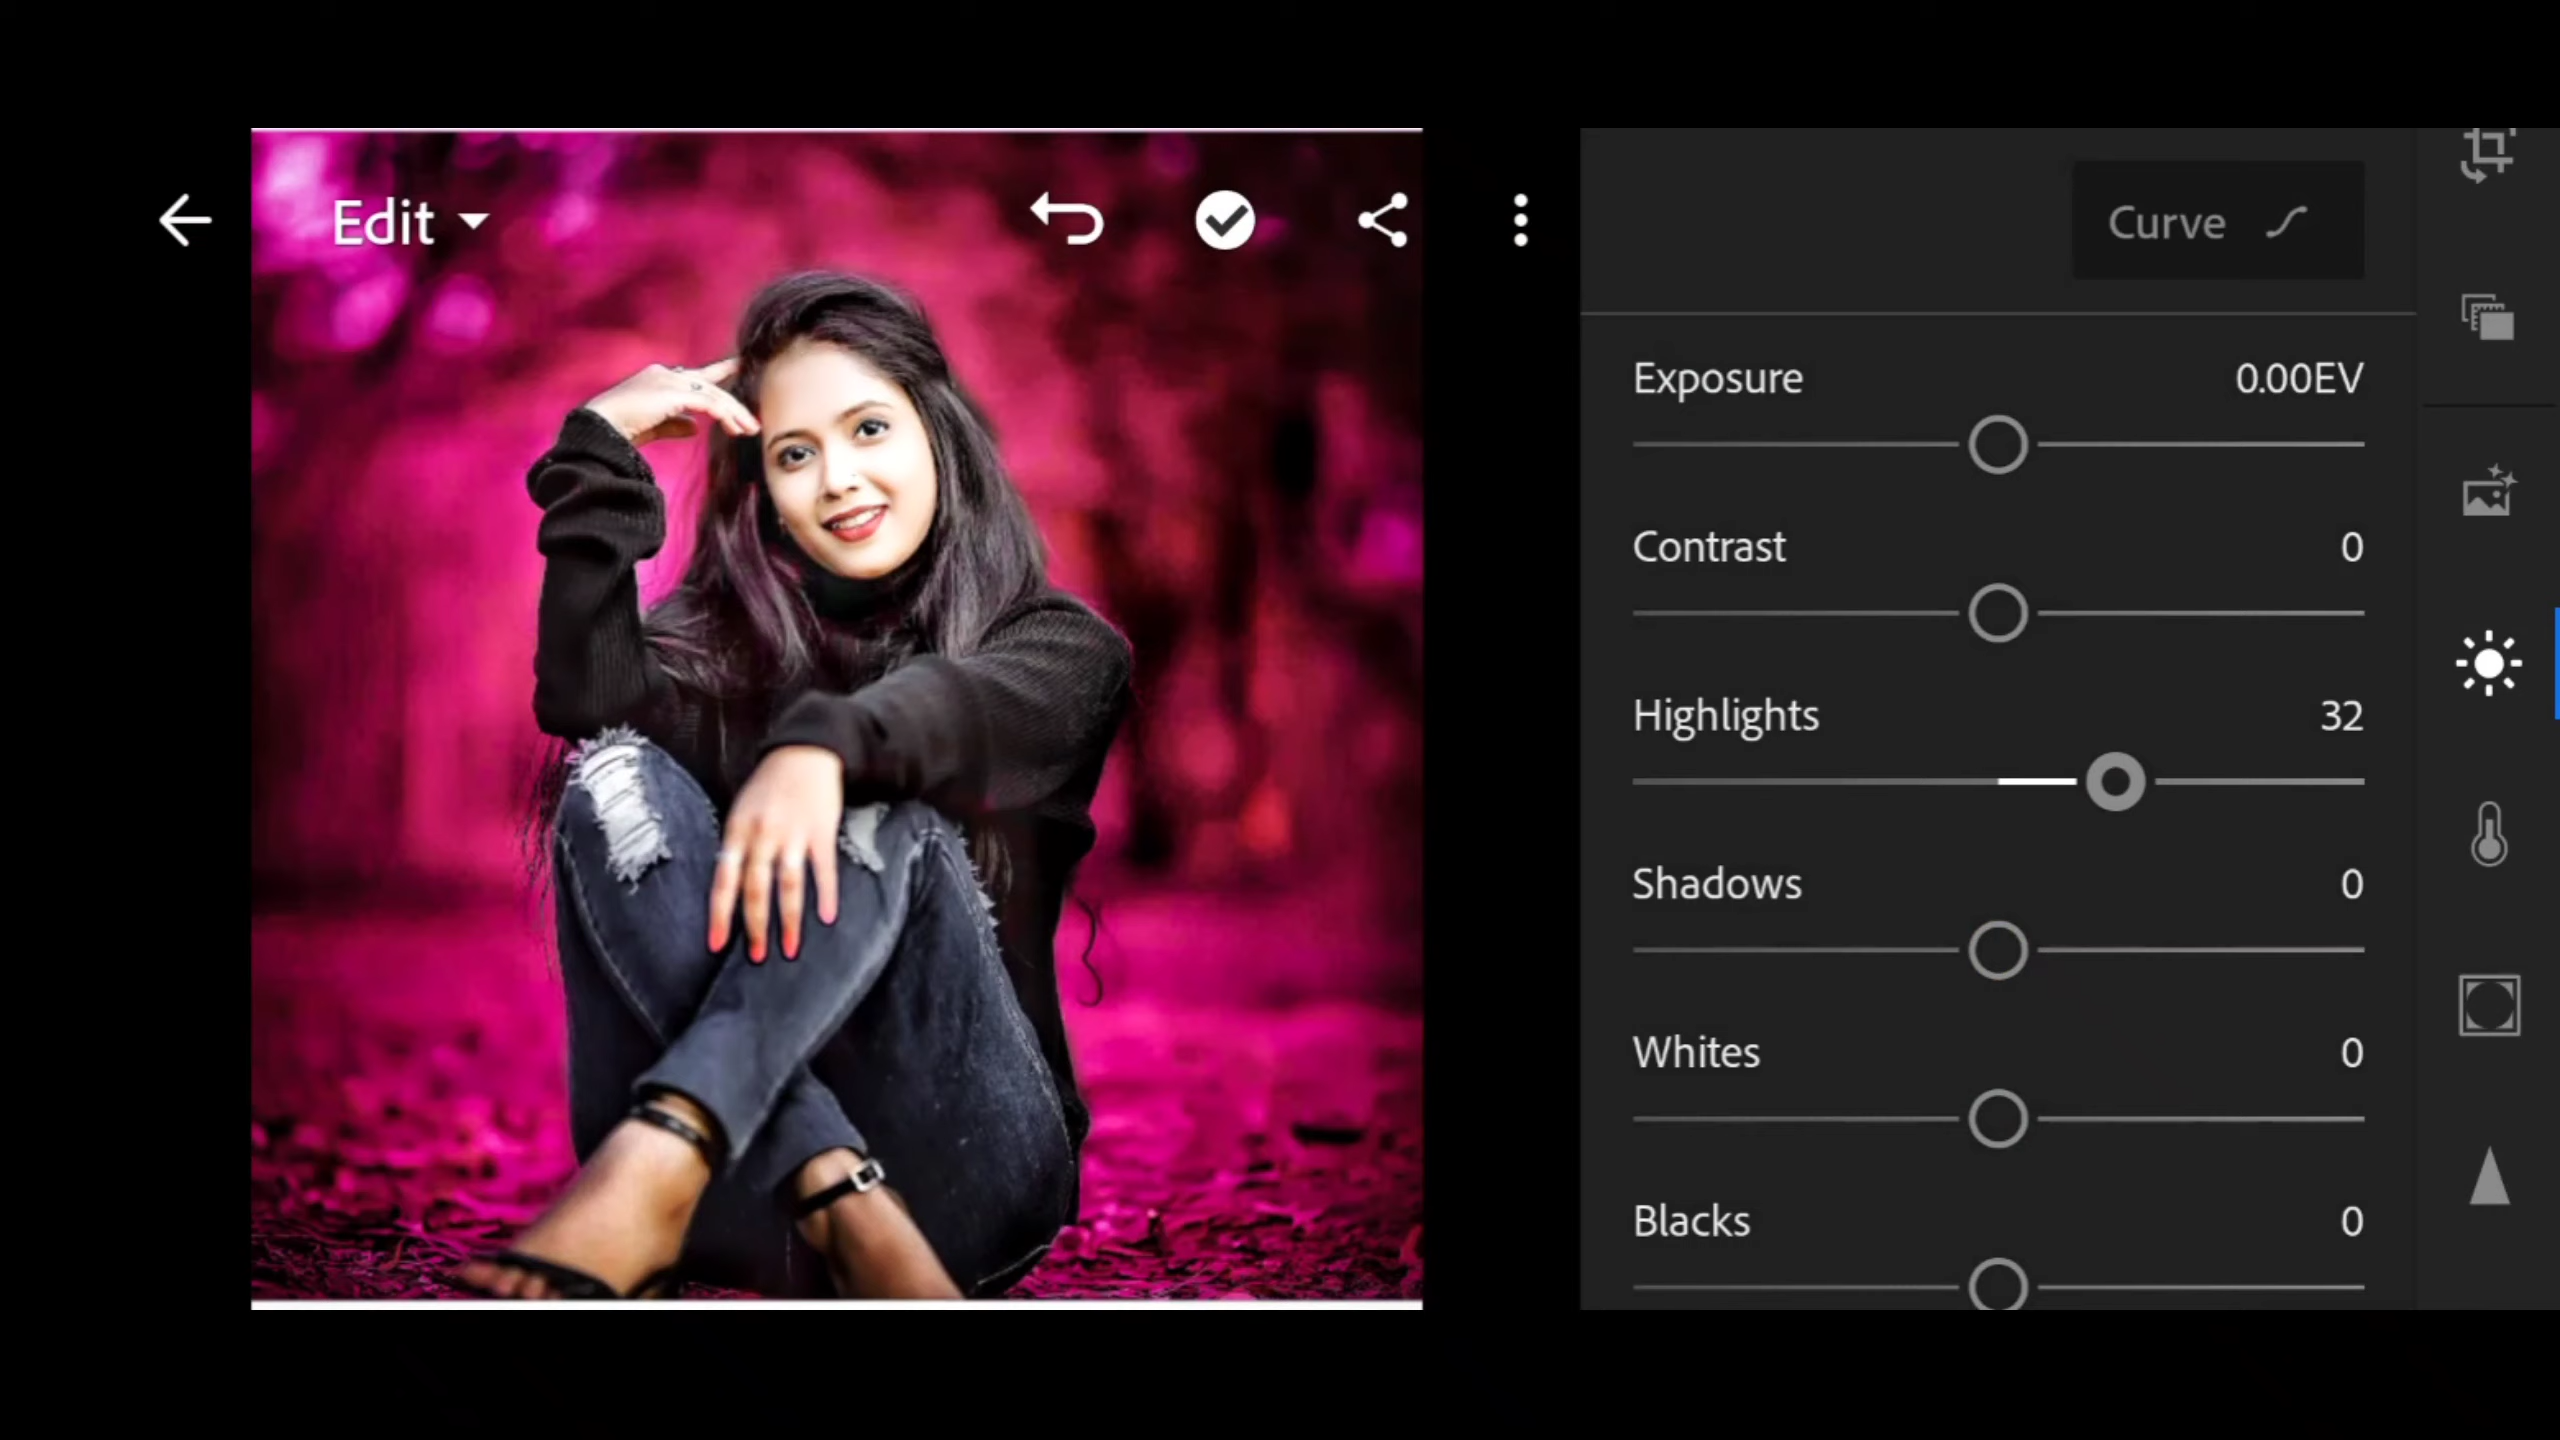 Edit
Curve
Exposure 0.00EV
Contrast 0
Highlights 32
Shadows 0
Whites 0
Blacks 0